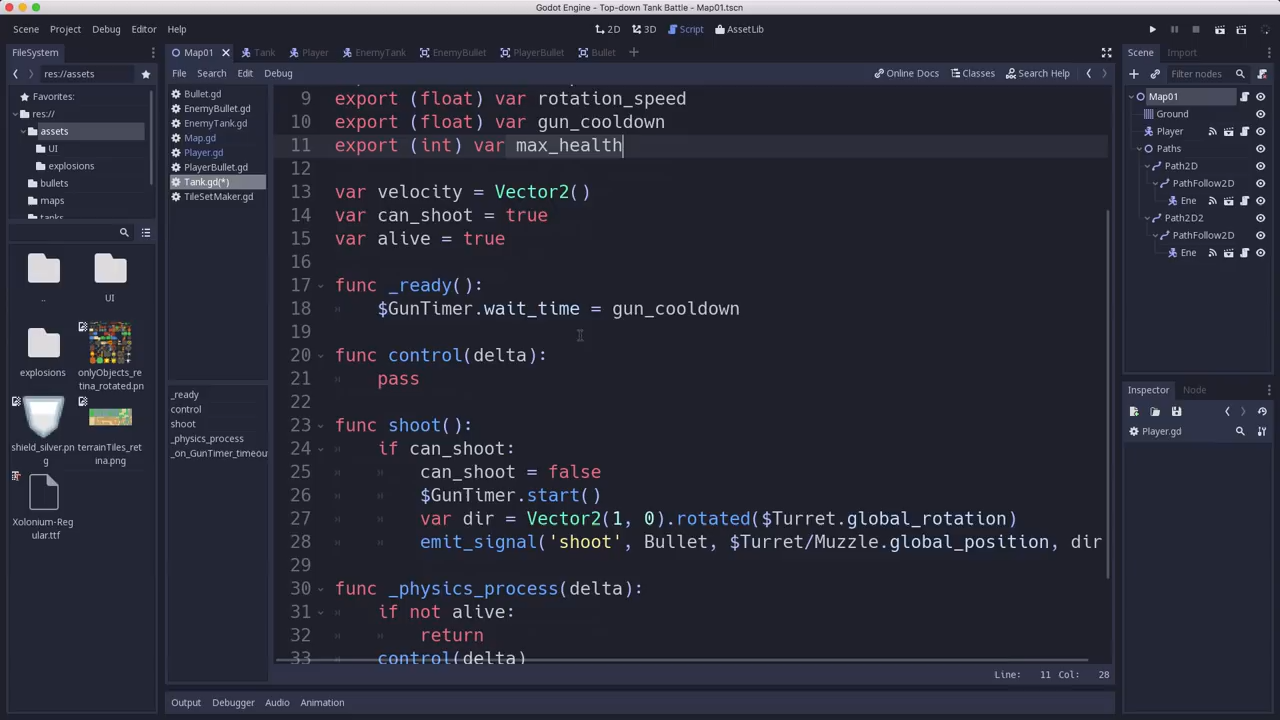 Godot Engine - Top-down Tank Battle - Map01.tscn
Scene Project Debug Editor Help
2D 3D Script AssetLib
FileSystem
res://assets
Favorites:
res://
assets
UI
explosions
bullets
maps
tanks
..
UI
explosions
onlyObjects_re
tina_rotated.pn
shield_silver.pn
g
terrainTiles_ret
ina.png
Xolonium-Reg
ular.ttf
Map01 Tank Player EnemyTank EnemyBullet PlayerBullet Bullet
File Search Edit Debug
Online Docs Classes Search Help
Bullet.gd
EnemyBullet.gd
EnemyTank.gd
Map.gd
Player.gd
PlayerBullet.gd
Tank.gd(*)
TileSetMaker.gd
_ready
control
shoot
_physics_process
_on_GunTimer_timeou
9 export (float) var rotation_speed
10 export (float) var gun_cooldown
11 export (int) var max_health
12
13 var velocity = Vector2()
14 var can_shoot = true
15 var alive = true
16
17 func _ready():
18 $GunTimer.wait_time = gun_cooldown
19
20 func control(delta):
21 pass
22
23 func shoot():
24 if can_shoot:
25 can_shoot = false
26 $GunTimer.start()
27 var dir = Vector2(1, 0).rotated($Turret.global_rotation)
28 emit_signal('shoot', Bullet, $Turret/Muzzle.global_position, dir
29
30 func _physics_process(delta):
31 if not alive:
32 return
33 control(delta)
Line: 11 Col: 28
Output Debugger Audio Animation
Scene Import
Filter nodes
Map01
Ground
Player
Paths
Path2D
PathFollow2D
Ene
Path2D2
PathFollow2D
Ene
Inspector Node
Player.gd